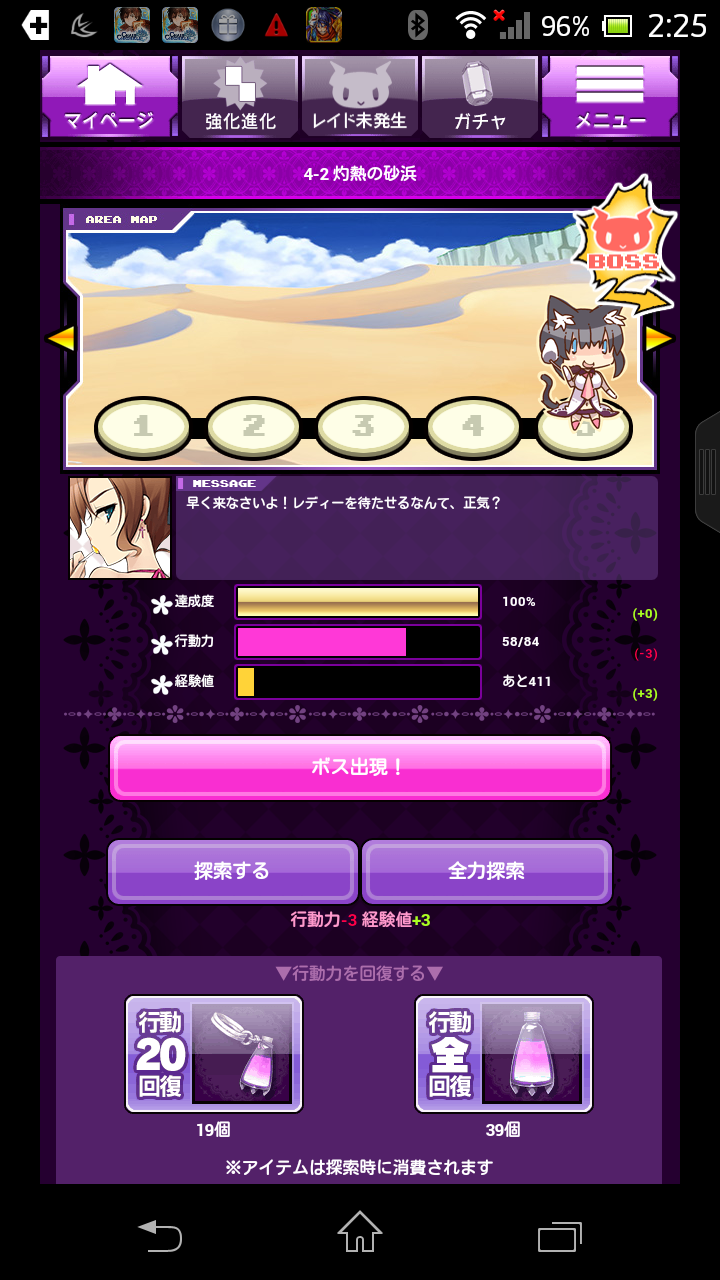 96% 2:25
マイページ
強化進化
レイド未発生
ガチャ
メニュー
4-2 灼熱の砂浜
AREA MAP
BOSS
1 2 3 4 5
MESSAGE
早く来なさいよ！レディーを待たせるなんて、正気？
達成度 100% (+0)
行動力 58/84 (-3)
経験値 あと411 (+3)
ボス出現！
探索する
全力探索
行動力-3 経験値+3
▼行動力を回復する▼
行動
20
回復
行動
全
回復
19個
39個
※アイテムは探索時に消費されます